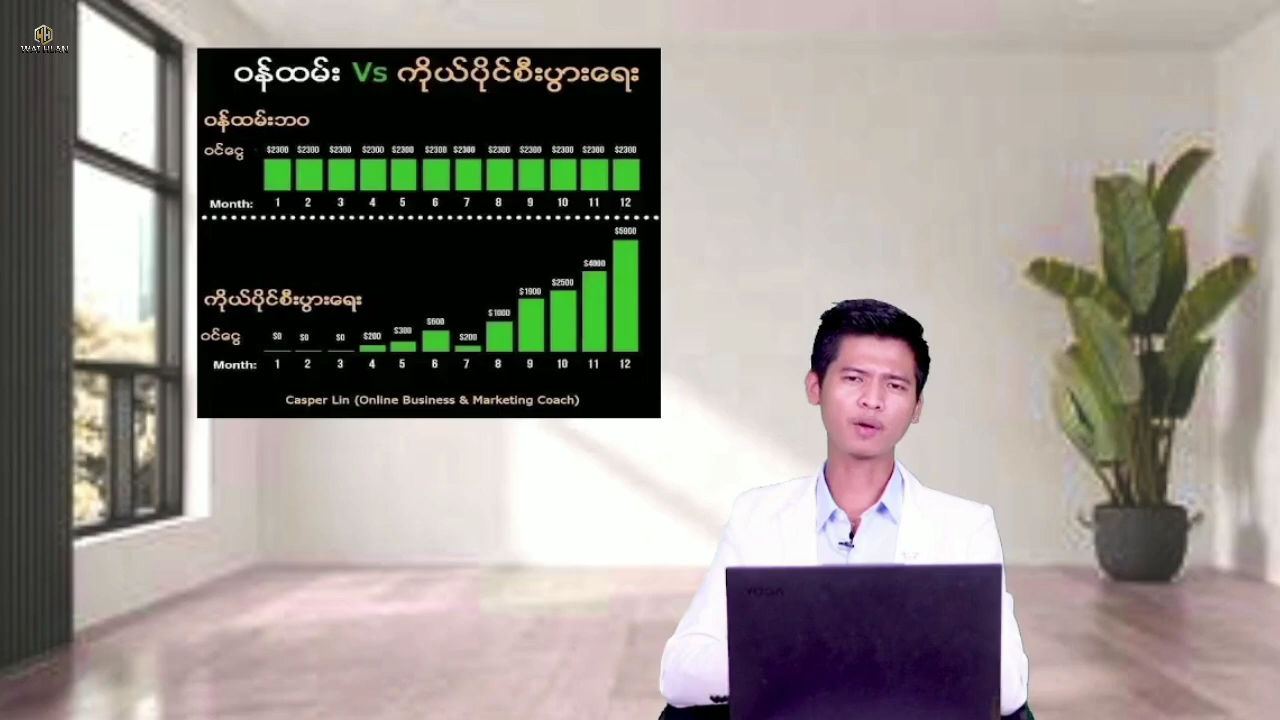 WAT HLAN
ဝန်ထမ်း Vs ကိုယ်ပိုင်စီးပွားရေး
ဝန်ထမ်းဘဝ
ဝင်ငွေ $2300 $2300 $2300 $2300 $2300 $2300 $2300 $2300 $2300 $2300 $2300 $2300
Month: 1 2 3 4 5 6 7 8 9 10 11 12
ကိုယ်ပိုင်စီးပွားရေး
ဝင်ငွေ $0 $0 $0 $200 $300 $600 $200 $1000 $1900 $2500 $4000 $5000
Month: 1 2 3 4 5 6 7 8 9 10 11 12
Casper Lin (Online Business & Marketing Coach)
YOGA